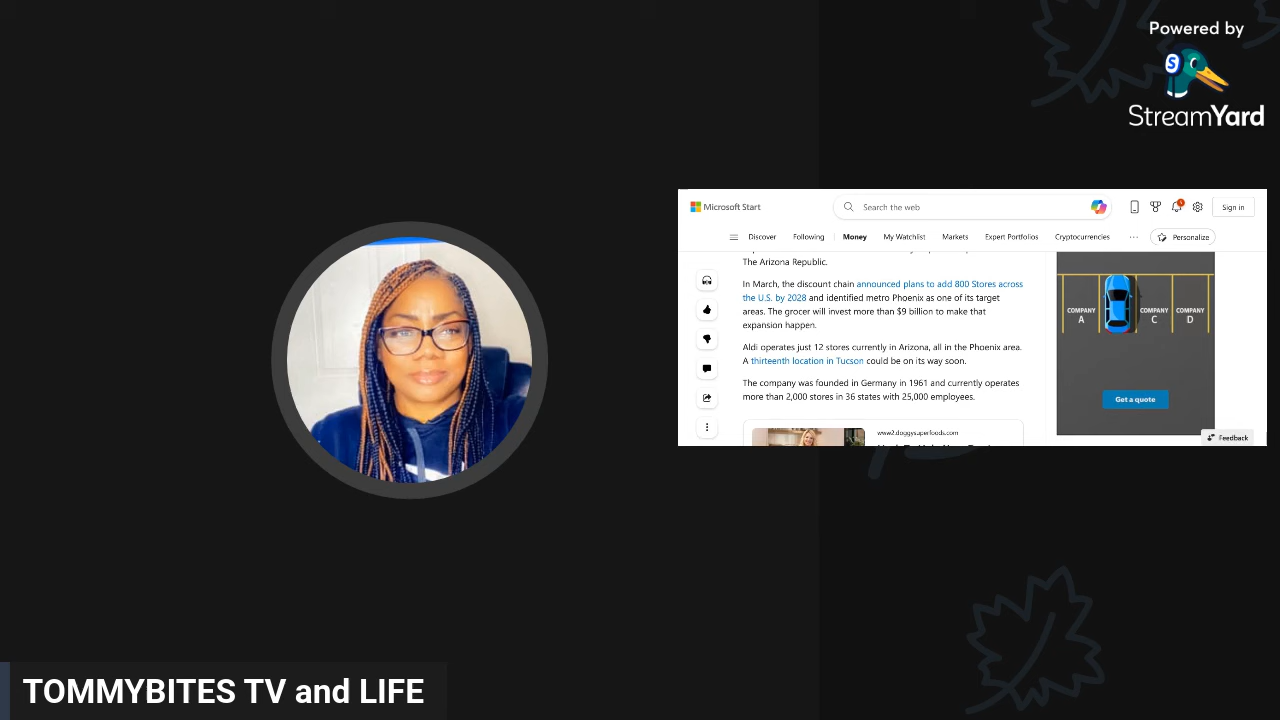 Powered by
StreamYard
Microsoft Start
Search the web
Sign in
Discover
Following
Money
My Watchlist
Markets
Expert Portfolios
Cryptocurrencies
Personalize
The Arizona Republic.
In March, the discount chain announced plans to add 800 Stores across
the U.S. by 2028 and identified metro Phoenix as one of its target
areas. The grocer will invest more than $9 billion to make that
expansion happen.
Aldi operates just 12 stores currently in Arizona, all in the Phoenix area.
A thirteenth location in Tucson could be on its way soon.
The company was founded in Germany in 1961 and currently operates
more than 2,000 stores in 36 states with 25,000 employees.
www2.doggysuperfoods.com
COMPANY
A
COMPANY
C
COMPANY
D
Get a quote
Feedback
TOMMYBITES TV and LIFE